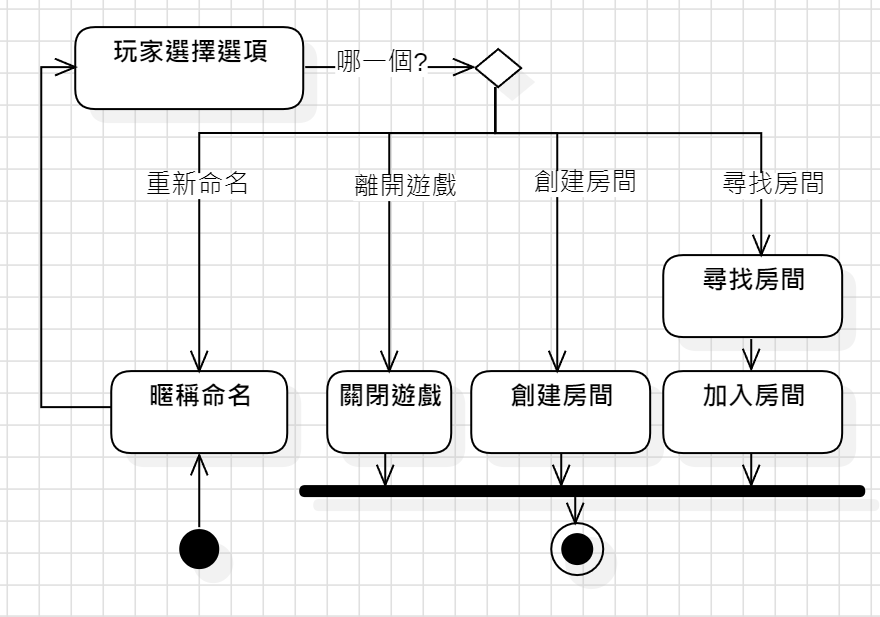 玩家選擇選項
哪一個?
重新命名
離開遊戲
創建房間
尋找房間
尋找房間
暱稱命名
關閉遊戲
創建房間
加入房間